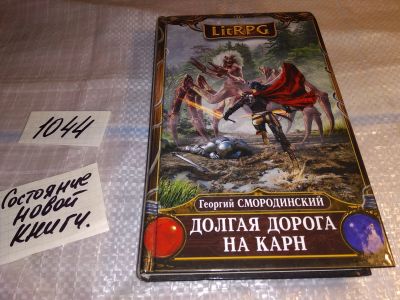 LitRPG
1044
Состояние
новой
книги.
Георгий СМОРОДИНСКИЙ
ДОЛГАЯ ДОРОГА
НА КАРН